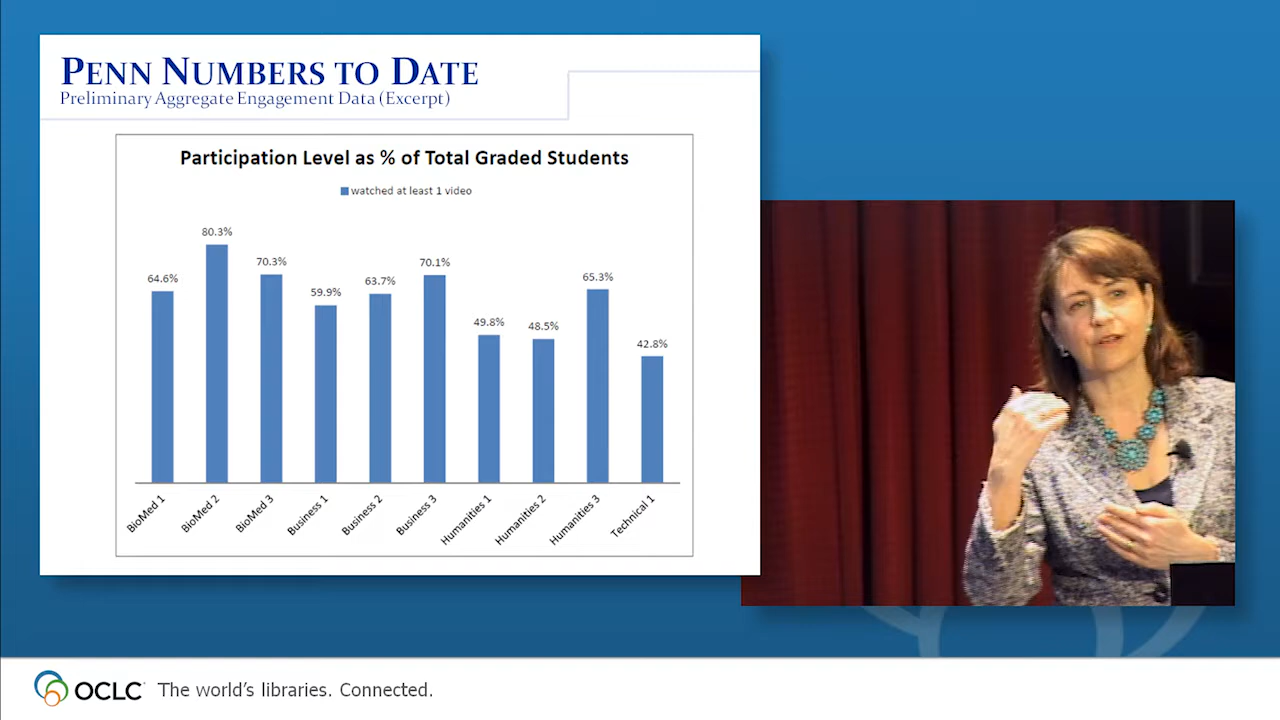 PENN NUMBERS TO DATE
Preliminary Aggregate Engagement Data (Excerpt)
Participation Level as % of Total Graded Students
watched at least 1 video
64.6%
80.3%
70.3%
59.9%
63.7%
70.1%
49.8%
48.5%
65.3%
42.8%
BioMed 1
BioMed 2
BioMed 3
Business 1
Business 2
Business 3
Humanities 1
Humanities 2
Humanities 3
Technical 1
OCLC The world's libraries. Connected.